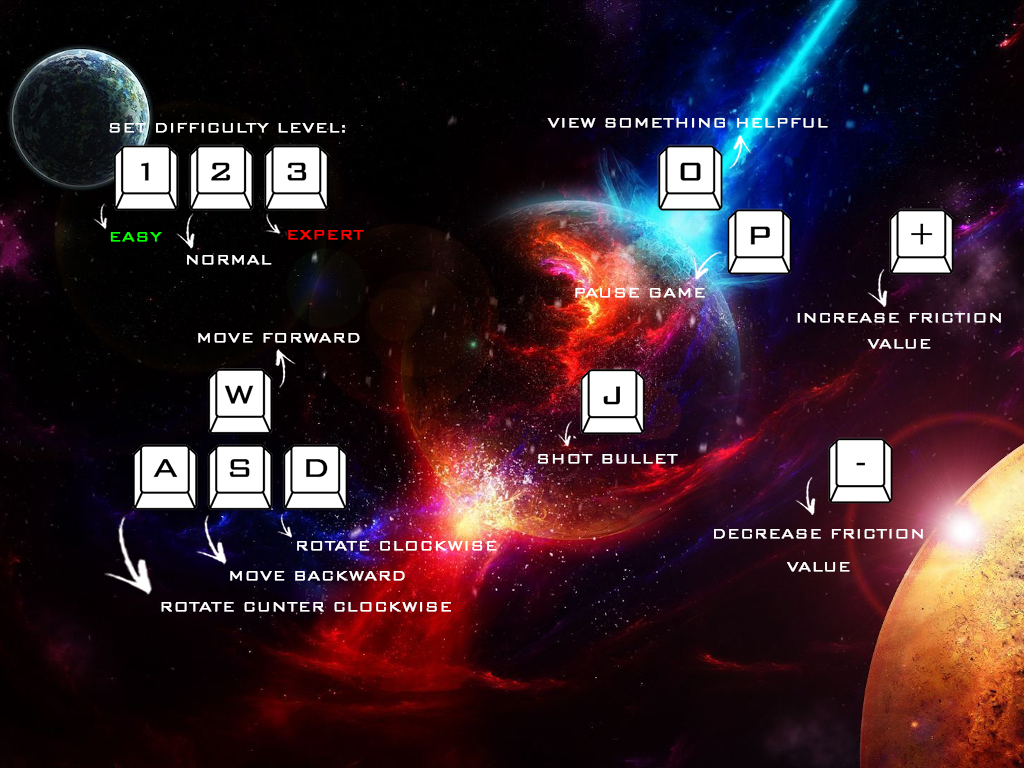 SET DIFFICULTY LEVEL:
1 2 3
EASY
NORMAL
EXPERT
VIEW SOMETHING HELPFUL
O
P
PAUSE GAME
+
INCREASE FRICTION
VALUE
MOVE FORWARD
W
A S D
ROTATE CLOCKWISE
MOVE BACKWARD
ROTATE CUNTER CLOCKWISE
J
SHOT BULLET
-
DECREASE FRICTION
VALUE